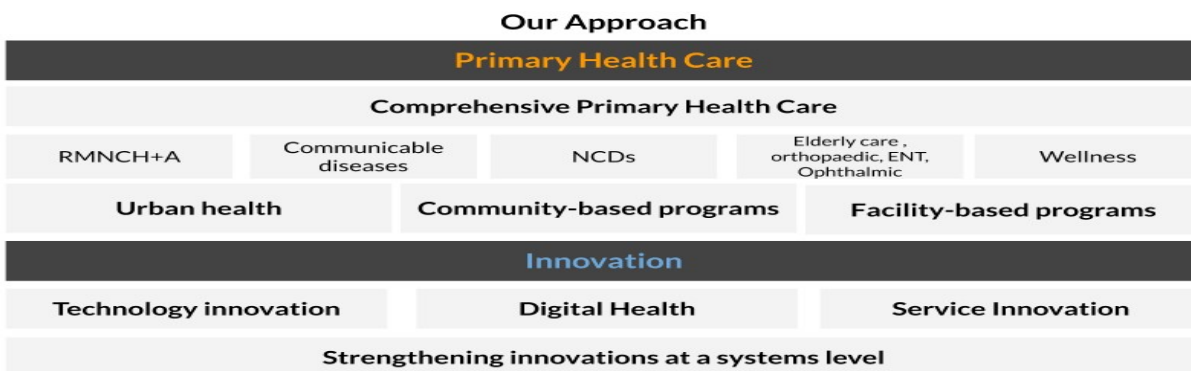 Our Approach
Primary Health Care
Comprehensive Primary Health Care
RMNCH+A
Communicable
diseases
NCDs
Elderly care ,
orthopaedic, ENT,
Ophthalmic
Wellness
Urban health
Community-based programs
Facility-based programs
Innovation
Technology innovation
Digital Health
Service Innovation
Strengthening innovations at a systems level